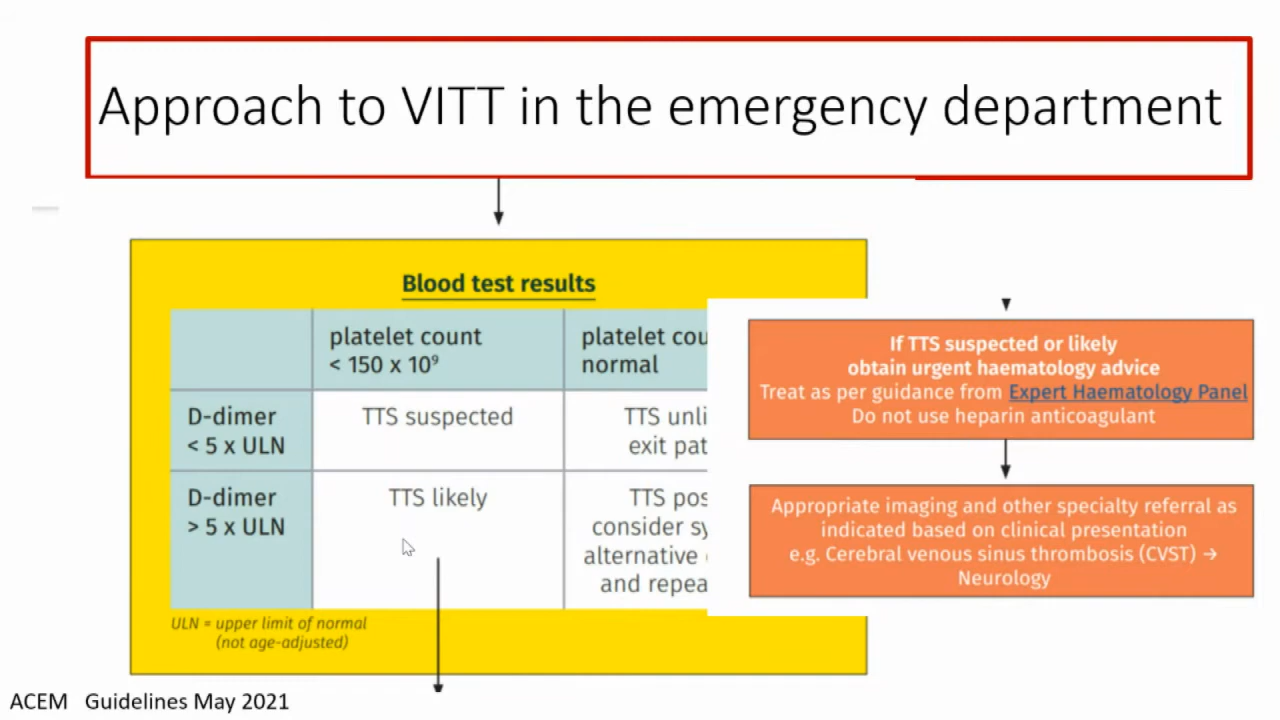 Approach to VITT in the emergency department
Blood test results
platelet count
< 150 x 10⁹
platelet cou
normal
D-dimer
< 5 x ULN
TTS suspected
TTS unli
exit pat
D-dimer
> 5 x ULN
TTS likely
TTS pos
consider sy
alternative
and repea
ULN = upper limit of normal
(not age-adjusted)
If TTS suspected or likely
obtain urgent haematology advice
Treat as per guidance from Expert Haematology Panel
Do not use heparin anticoagulant
Appropriate imaging and other specialty referral as
indicated based on clinical presentation
e.g. Cerebral venous sinus thrombosis (CVST) →
Neurology
ACEM Guidelines May 2021